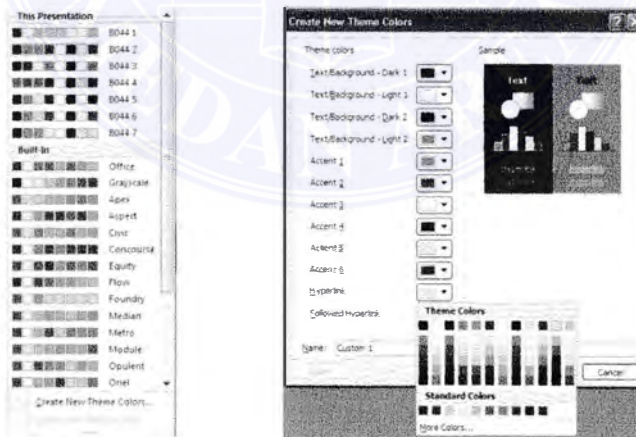 This Presentation
B044 1
B044 2
B044 3
B044 4
B044 5
B044 6
B044 7
Built-In
Office
Grayscale
Apex
Aspect
Civic
Concourse
Equity
Flow
Foundry
Median
Metro
Module
Opulent
Oriel
Create New Theme Colors...
Create New Theme Colors
Theme colors
Sample
Text/Background - Dark 1
Text/Background - Light 1
Text/Background - Dark 2
Text/Background - Light 2
Accent 1
Accent 2
Accent 3
Accent 4
Accent 5
Accent 6
Hyperlink
Followed Hyperlink
Text
Text
Name: Custom 1
Theme Colors
Standard Colors
More Colors...
Cancel